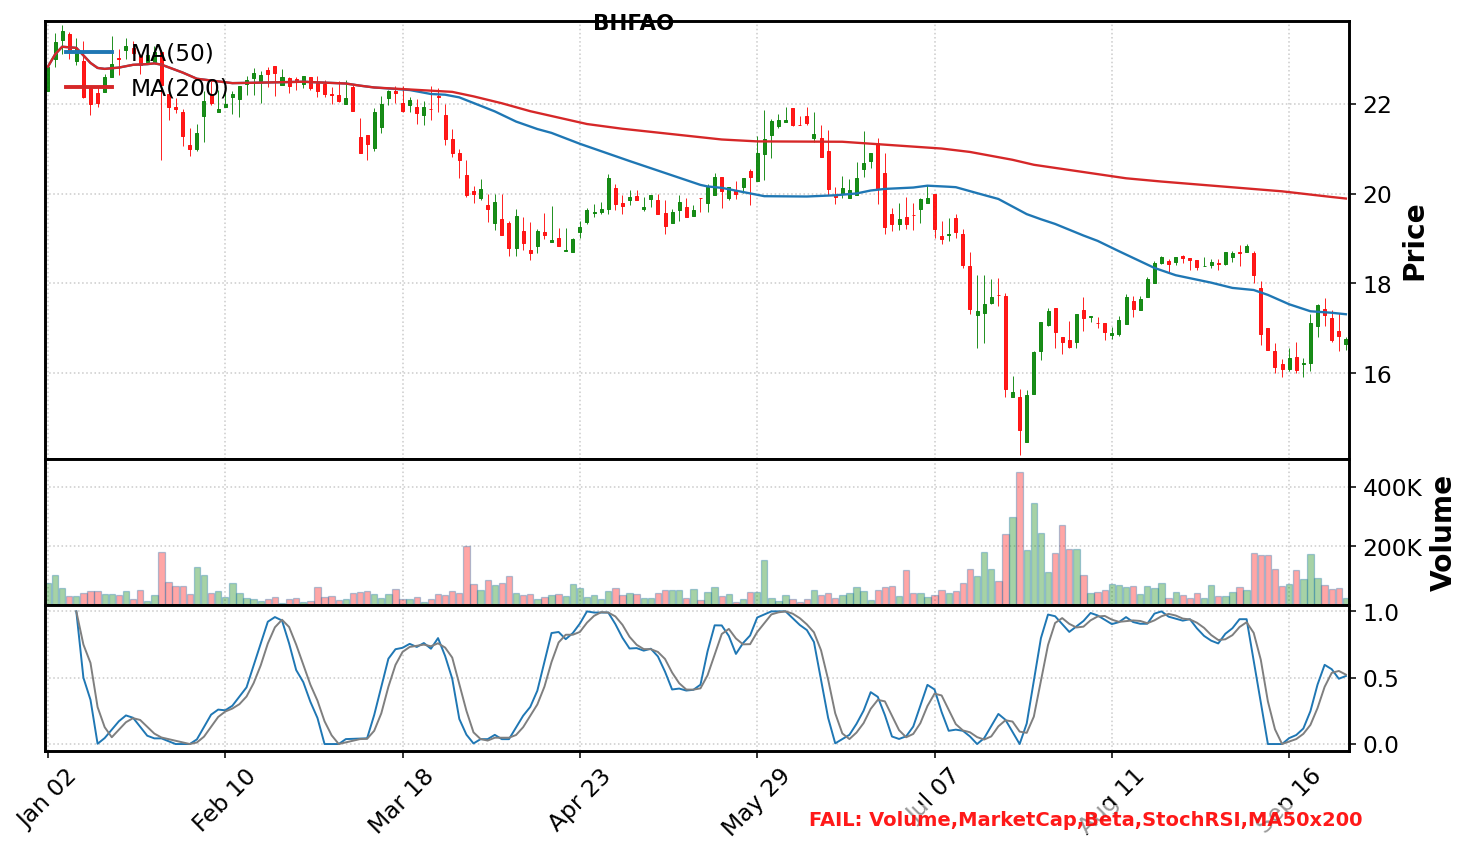 BHFAO
MA(50)
MA(200)
22
20
18
16
Price
400K
200K
Volume
1.0
0.5
0.0
Jan 02
Feb 10
Mar 18
Apr 23
May 29
Jul 07
Aug 11
Sep 16
FAIL: Volume,MarketCap,Beta,StochRSI,MA50x200